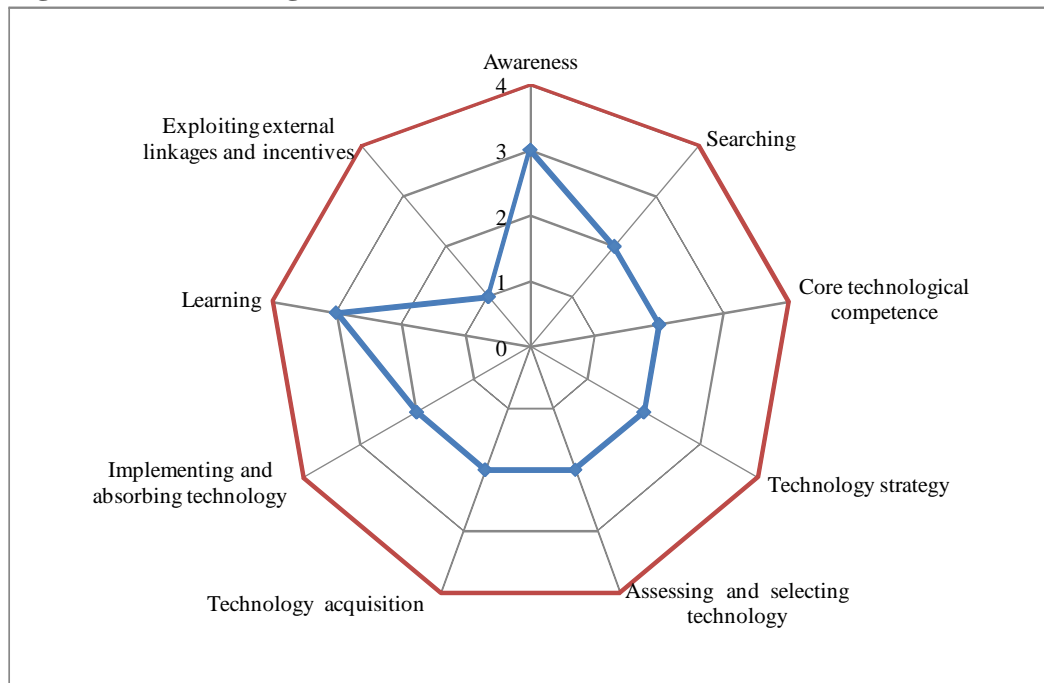 Awareness
4
Exploiting external
linkages and incentives
Searching
3
2
Learning
1
Core technological
competence
0
Implementing and
absorbing technology
Technology strategy
Technology acquisition
Assessing and selecting
technology